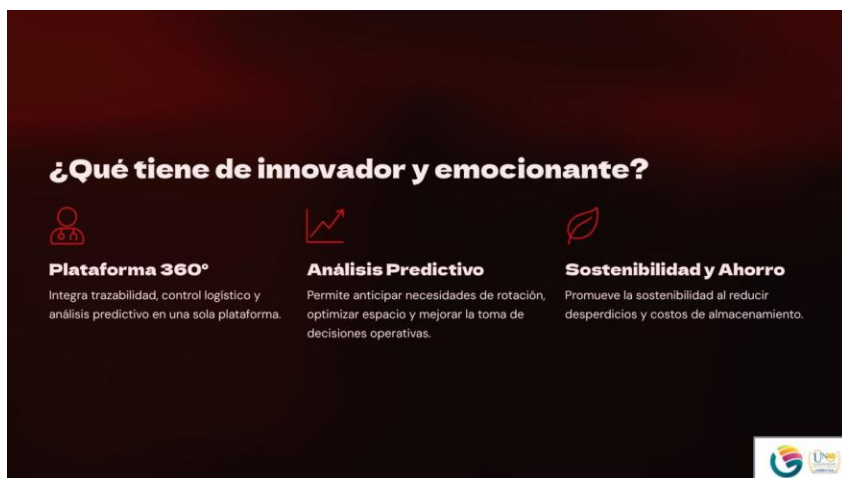 ¿Qué tiene de innovador y emocionante?
Plataforma 360°
Integra trazabilidad, control logístico y
análisis predictivo en una sola plataforma.
Análisis Predictivo
Permite anticipar necesidades de rotación,
optimizar espacio y mejorar la toma de
decisiones operativas.
Sostenibilidad y Ahorro
Promueve la sostenibilidad al reducir
desperdicios y costos de almacenamiento.